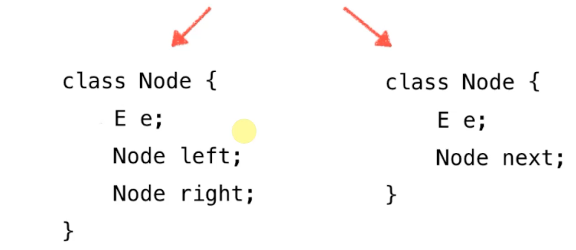 class Node {
E e;
Node left;
Node right;
}
class Node {
E e;
Node next;
}